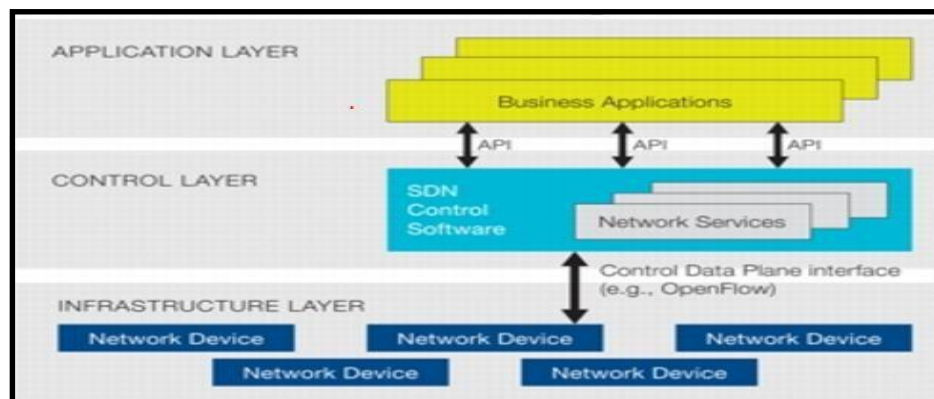 APPLICATION LAYER
Business Applications
API API API
CONTROL LAYER
SDN
Control
Software
Network Services
Control Data Plane interface
(e.g., OpenFlow)
INFRASTRUCTURE LAYER
Network Device Network Device Network Device
Network Device Network Device